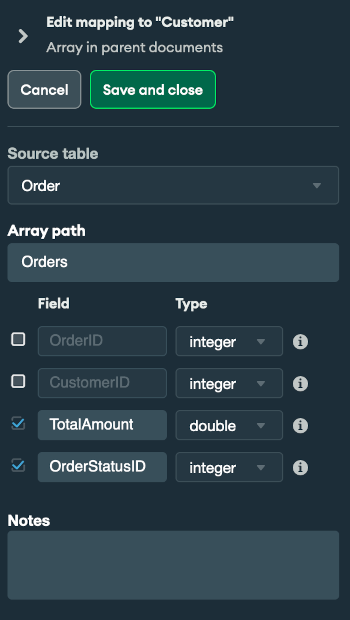 Edit mapping to "Customer"
Array in parent documents
Cancel
Save and close
Source table
Order
Array path
Orders
Field Type
OrderID integer
CustomerID integer
TotalAmount double
OrderStatusID integer
Notes